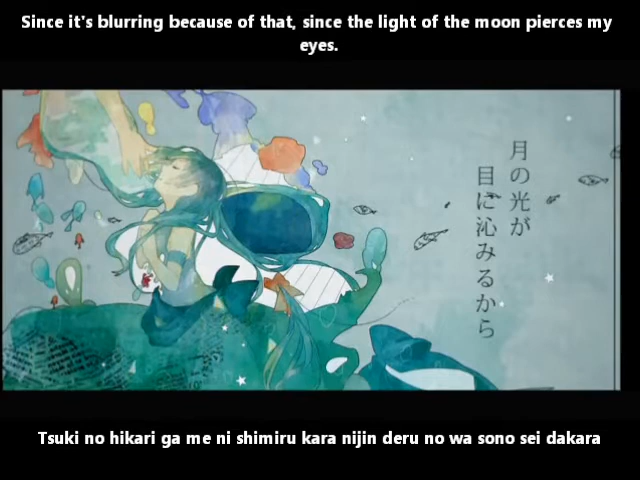 Since it's blurring because of that, since the light of the moon pierces my
eyes.
月の光が
目に沁みるから
Tsuki no hikari ga me ni shimiru kara nijin deru no wa sono sei dakara